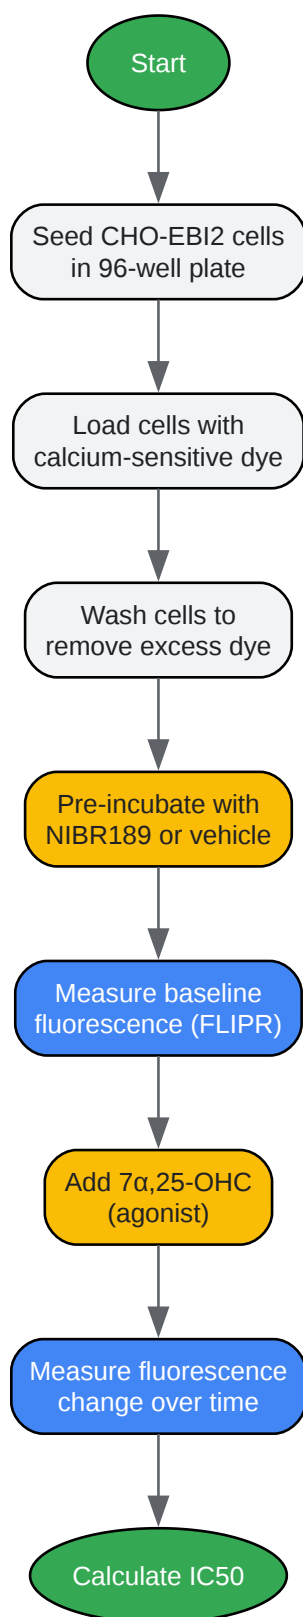 Start
Seed CHO-EBI2 cells
in 96-well plate
Load cells with
calcium-sensitive dye
Wash cells to
remove excess dye
Pre-incubate with
NIBR189 or vehicle
Measure baseline
fluorescence (FLIPR)
Add 7α,25-OHC
(agonist)
Measure fluorescence
change over time
Calculate IC50